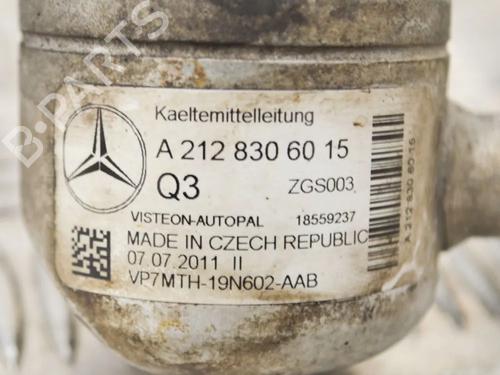 B-PARTS
Kaeltemittelleitung
A 212 830 60 15
Q3 ZGS003
VISTEON-AUTOPAL 18559237
MADE IN CZECH REPUBLIC
07.07.2011 II
VP7MTH-19N602-AAB
A 212 830 60 15